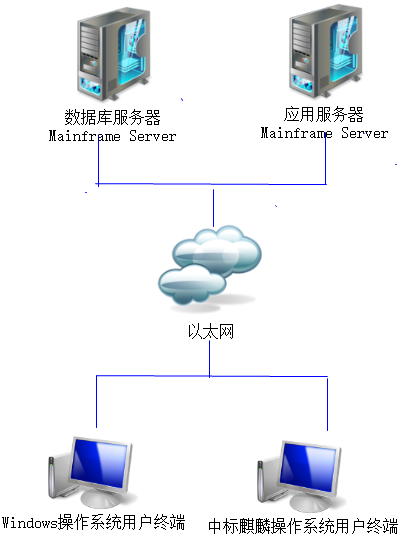 数据库服务器
Mainframe Server
应用服务器
Mainframe Server
以太网
Windows操作系统用户终端
中标麒麟操作系统用户终端